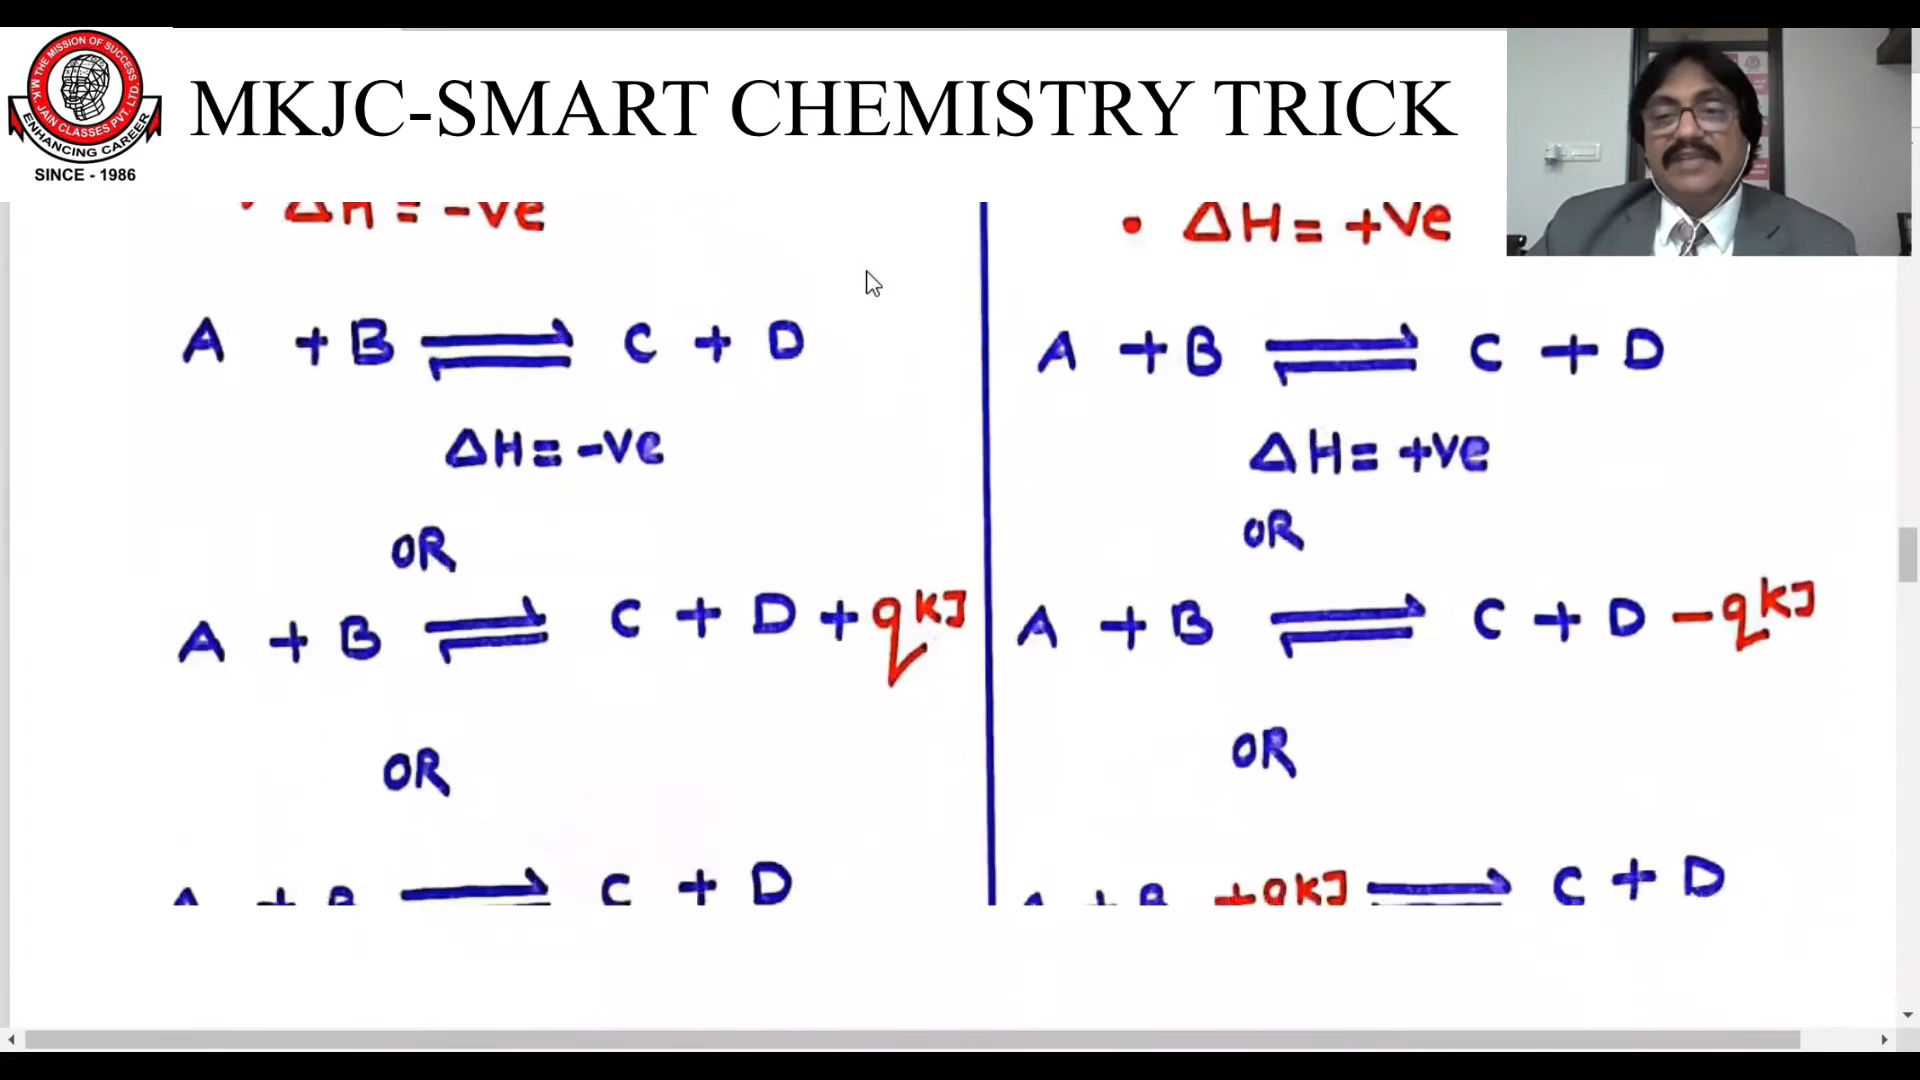 M.K. JAIN CLASSES PVT. LTD. THE MISSION OF SUCCESS
ENHANCING CAREER
SINCE - 1986
MKJC-SMART CHEMISTRY TRICK
• ΔH = -ve
A + B ⇌ C + D
ΔH = -ve
OR
A + B ⇌ C + D + q kJ
OR
A + B ⇌ C + D
• ΔH = +ve
A + B ⇌ C + D
ΔH = +ve
OR
A + B ⇌ C + D - q kJ
OR
A + B + q kJ ⇌ C + D